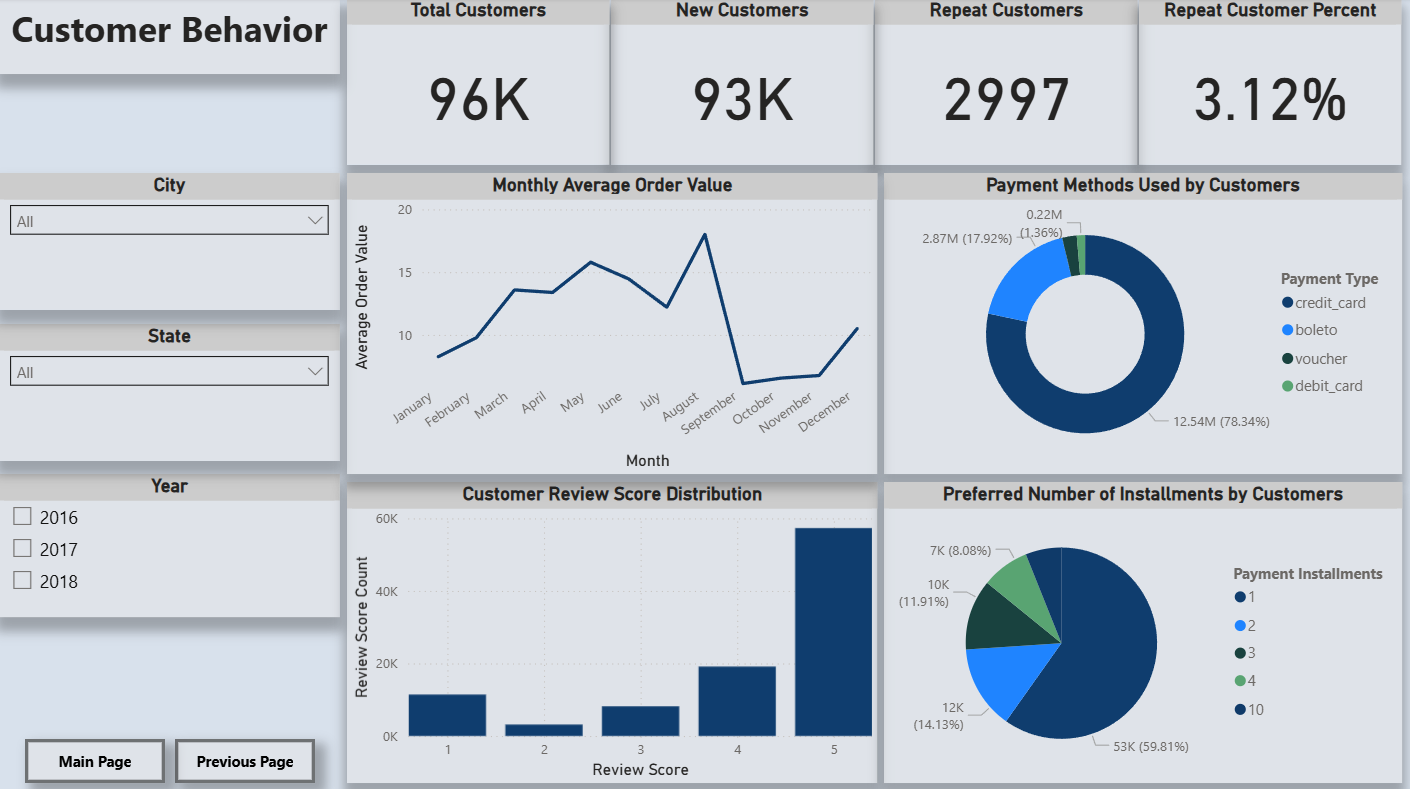 Customer Behavior
Total Customers
96K
New Customers
93K
Repeat Customers
2997
Repeat Customer Percent
3.12%
City
All
State
All
Year
2016
2017
2018
Main Page
Previous Page
Monthly Average Order Value
Average Order Value
20
15
10
January
February
March
April
May
June
July
August
September
October
November
December
Month
Payment Methods Used by Customers
0.22M
(1.36%)
2.87M (17.92%)
12.54M (78.34%)
Payment Type
credit_card
boleto
voucher
debit_card
Customer Review Score Distribution
Review Score Count
60K
40K
20K
0K
1
2
3
4
5
Review Score
Preferred Number of Installments by Customers
7K (8.08%)
10K
(11.91%)
12K
(14.13%)
53K (59.81%)
Payment Installments
1
2
3
4
10